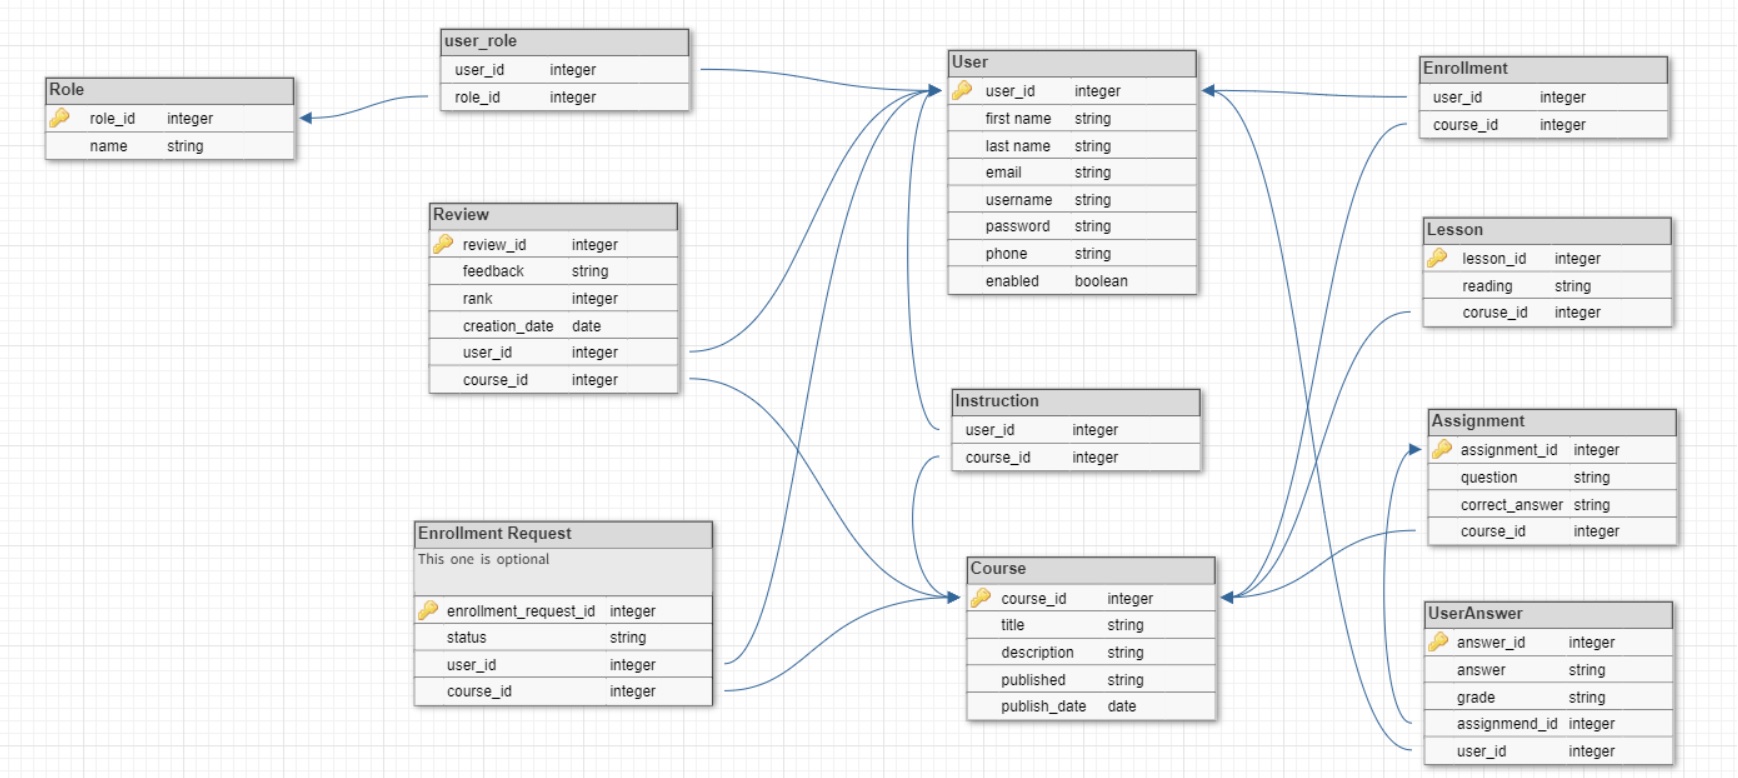 Role
role_id integer
name string
user_role
user_id integer
role_id integer
Review
review_id integer
feedback string
rank integer
creation_date date
user_id integer
course_id integer
Enrollment Request
This one is optional
enrollment_request_id integer
status string
user_id integer
course_id integer
User
user_id integer
first name string
last name string
email string
username string
password string
phone string
enabled boolean
Instruction
user_id integer
course_id integer
Course
course_id integer
title string
description string
published string
publish_date date
Enrollment
user_id integer
course_id integer
Lesson
lesson_id integer
reading string
coruse_id integer
Assignment
assignment_id integer
question string
correct_answer string
course_id integer
UserAnswer
answer_id integer
answer string
grade string
assignmend_id integer
user_id integer